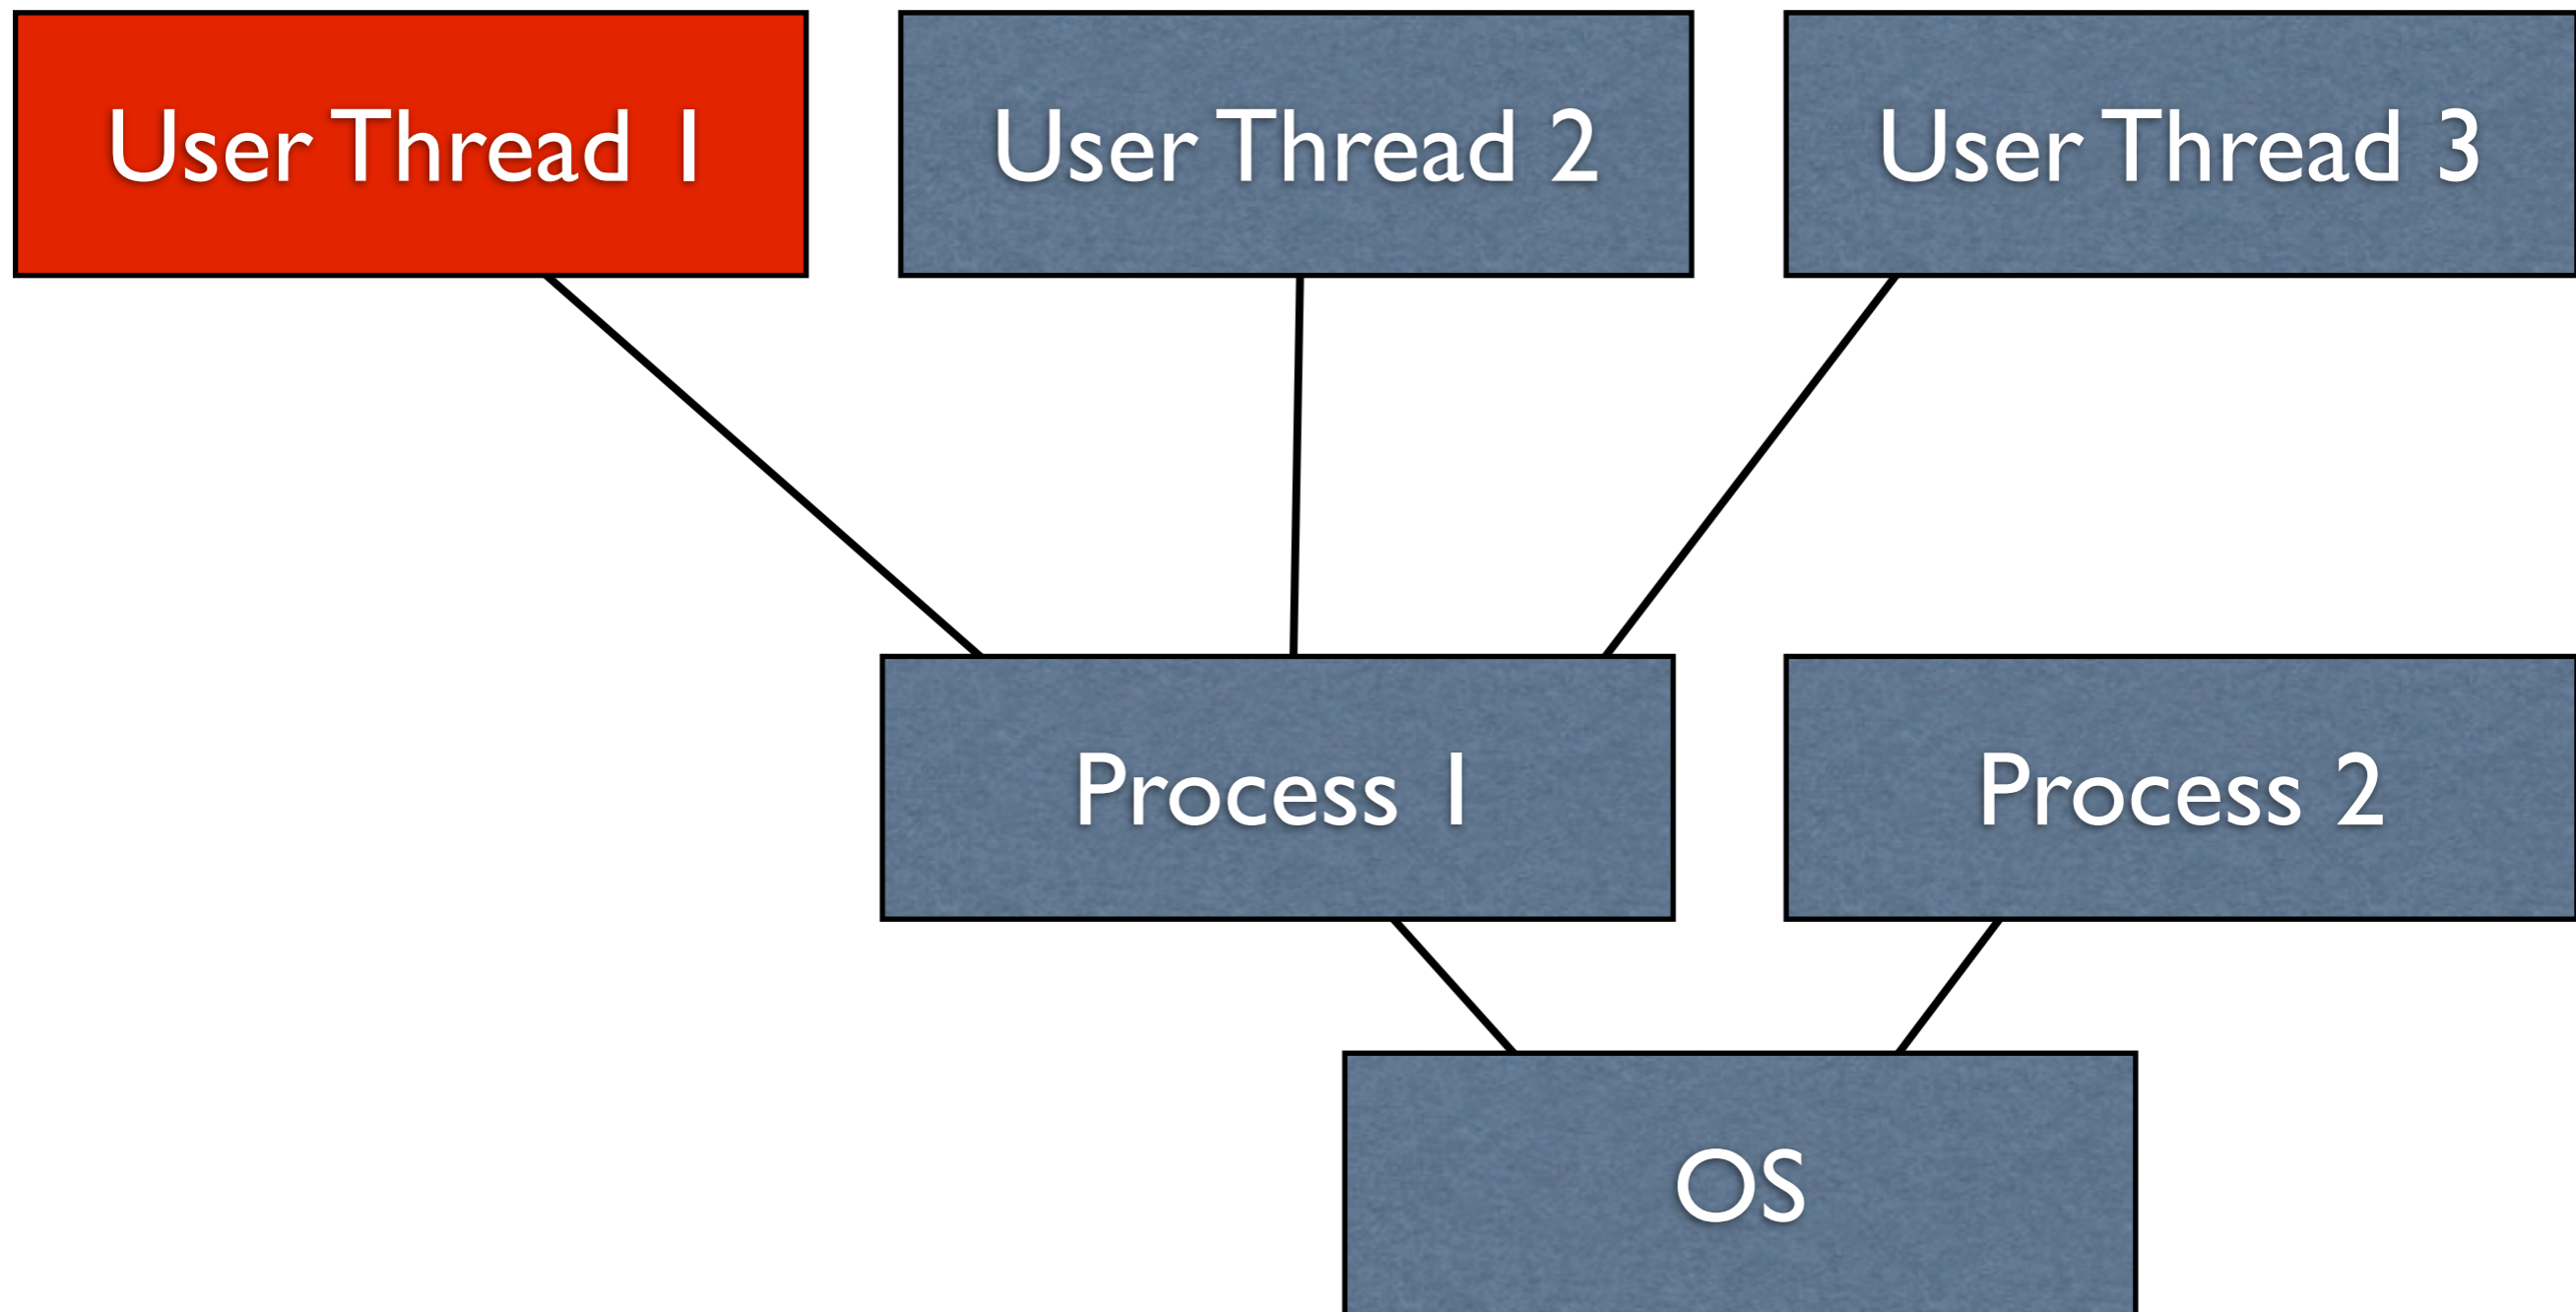 User Thread 1
User Thread 2
User Thread 3
Process 1
Process 2
OS